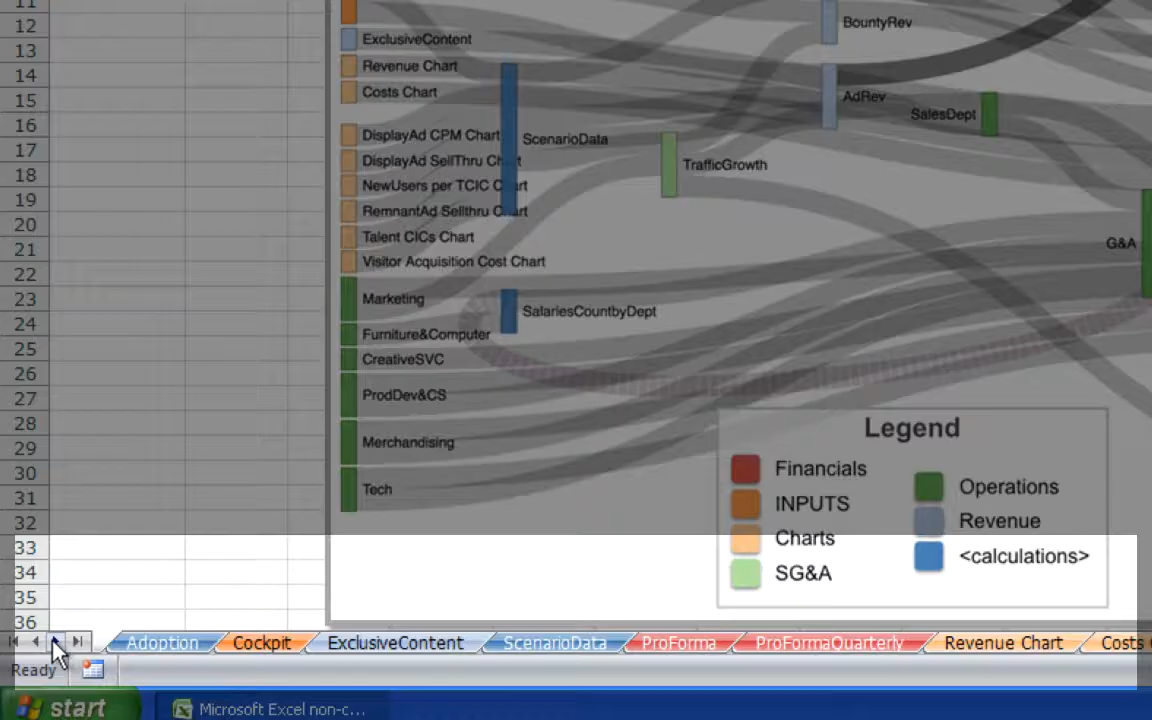 11
12
13
14
15
16
17
18
19
20
21
22
23
24
25
26
27
28
29
30
31
32
33
34
35
36
BountyRev
ExclusiveContent
Revenue Chart
Costs Chart
AdRev
SalesDept
DisplayAd CPM Chart
ScenarioData
DisplayAd SellThru Chart
TrafficGrowth
NewUsers per TCIC Chart
RemnantAd Sellthru Chart
Talent CICs Chart
G&A
Visitor Acquisition Cost Chart
Marketing
SalariesCountbyDept
Furniture&Computer
CreativeSVC
ProdDev&CS
Merchandising
Tech
Legend
Financials
INPUTS
Charts
SG&A
Operations
Revenue
<calculations>
Adoption Cockpit ExclusiveContent ScenarioData ProForma ProFormaQuarterly Revenue Chart Costs
Ready
start Microsoft Excel non-c...